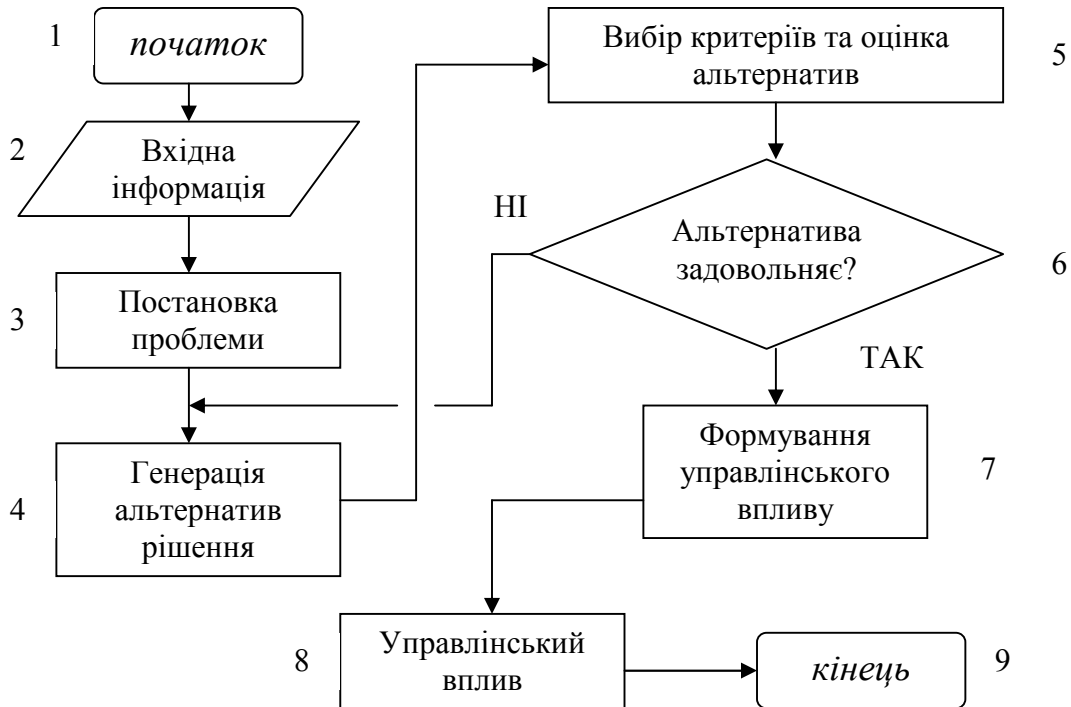 1
початок
2
Вхідна
інформація
3
Постановка
проблеми
4
Генерація
альтернатив
рішення
Вибір критеріїв та оцінка
альтернатив
5
НІ
Альтернатива
задовольняє?
6
ТАК
Формування
управлінського
впливу
7
8
Управлінський
вплив
кінець
9